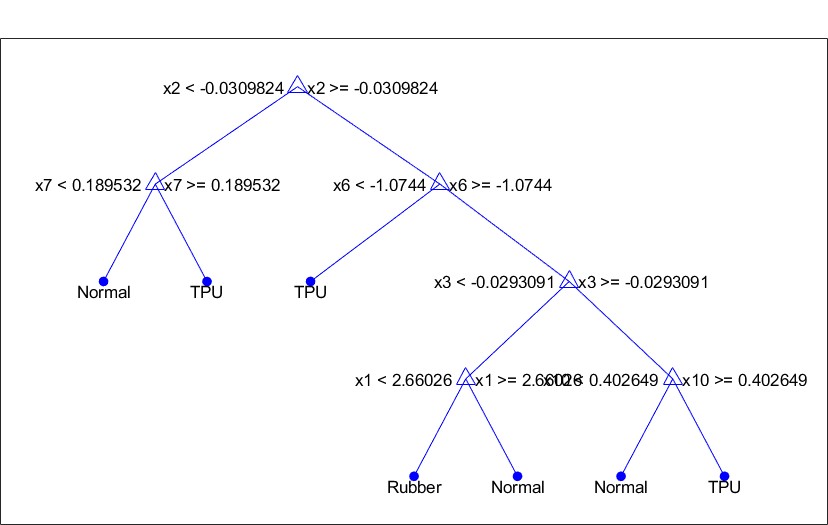 x2 < -0.0309824 x2 >= -0.0309824
x7 < 0.189532 x7 >= 0.189532 x6 < -1.0744 x6 >= -1.0744
Normal TPU TPU x3 < -0.0293091 x3 >= -0.0293091
x1 < 2.66026 x1 >= 2.66026 x10 < 0.402649 x10 >= 0.402649
Rubber Normal Normal TPU